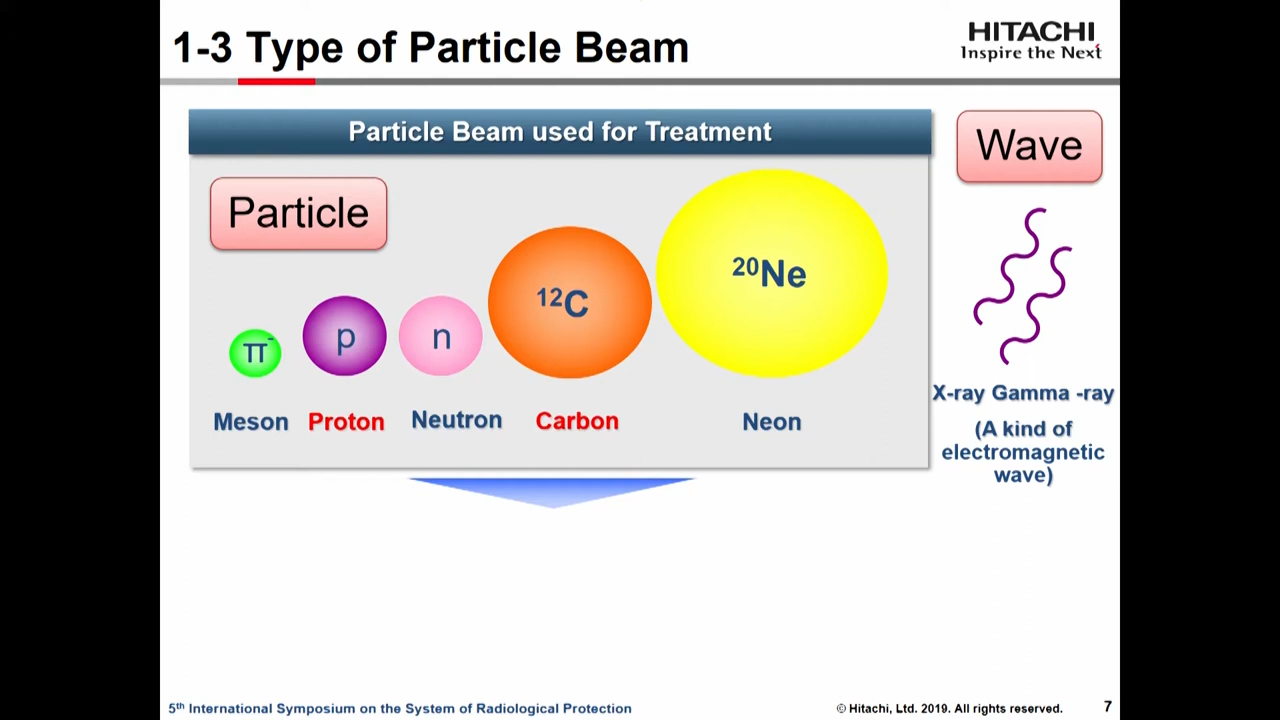 1-3 Type of Particle Beam
HITACHI
Inspire the Next
Particle Beam used for Treatment
Wave
Particle
²⁰Ne
¹²C
π⁻
p
n
X-ray Gamma -ray
Meson
Proton
Neutron
Carbon
Neon
(A kind of
electromagnetic
wave)
5th International Symposium on the System of Radiological Protection
© Hitachi, Ltd. 2019. All rights reserved.
7